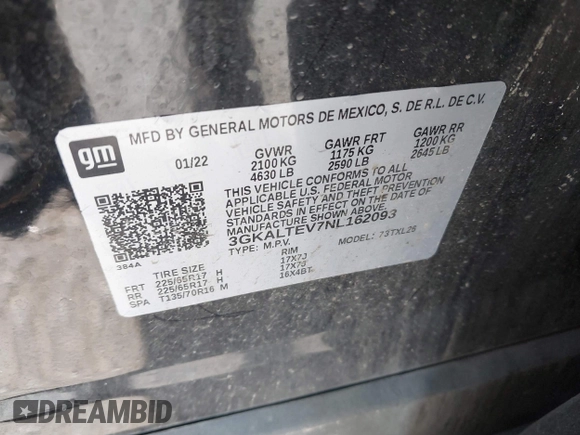 gm
MFD BY GENERAL MOTORS DE MEXICO, S. DE R.L. DE C.V.
01/22 GVWR GAWR FRT GAWR RR
2100 KG 1175 KG 1200 KG
4630 LB 2590 LB 2645 LB
THIS VEHICLE CONFORMS TO ALL
APPLICABLE U.S. FEDERAL MOTOR
VEHICLE SAFETY AND THEFT PREVENTION
STANDARDS IN EFFECT ON THE DATE OF
MANUFACTURE SHOWN ABOVE.
3GKALTEV7NL162093
TYPE: M.P.V. MODEL: 73TXL26
384A
TIRE SIZE RIM
FRT 225/65R17 H 17X7J
RR 225/65R17 H 17X7J
SPA T135/70R16 M 16X4BT
DREAMBID